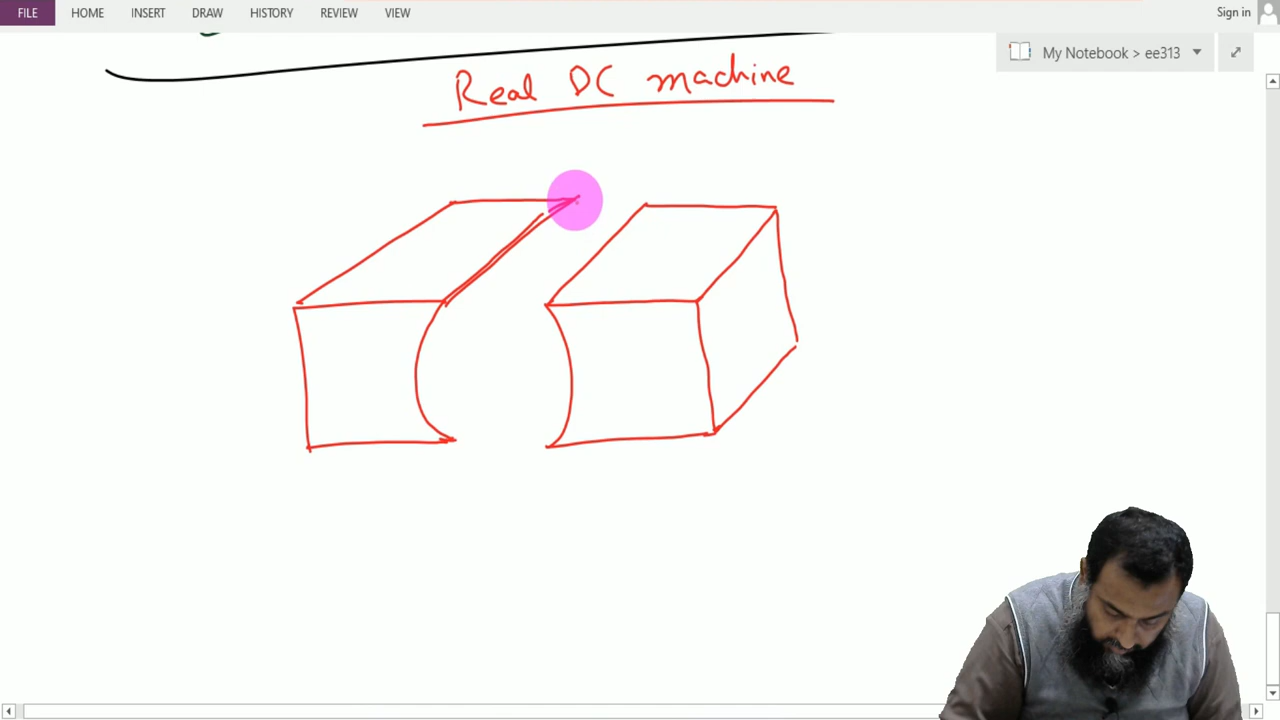 FILE HOME INSERT DRAW HISTORY REVIEW VIEW Sign in
My Notebook > ee313
Real DC machine